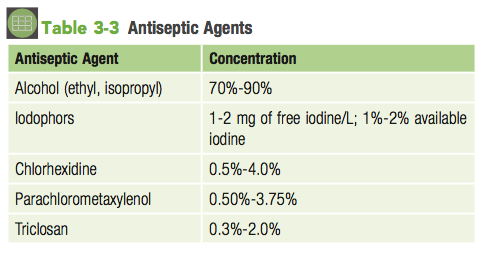 Table 3-3 Antiseptic Agents
Antiseptic Agent Concentration
Alcohol (ethyl, isopropyl) 70%-90%
Iodophors 1-2 mg of free iodine/L; 1%-2% available
iodine
Chlorhexidine 0.5%-4.0%
Parachlorometaxylenol 0.50%-3.75%
Triclosan 0.3%-2.0%